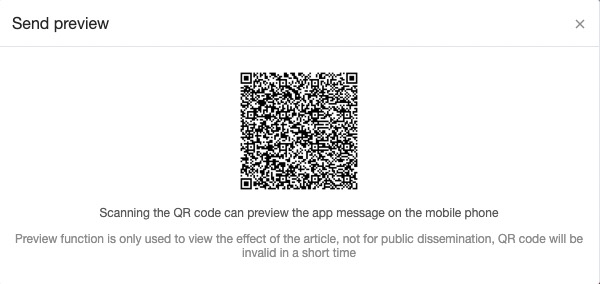 Send preview
Scanning the QR code can preview the app message on the mobile phone
Preview function is only used to view the effect of the article, not for public dissemination, QR code will be
invalid in a short time